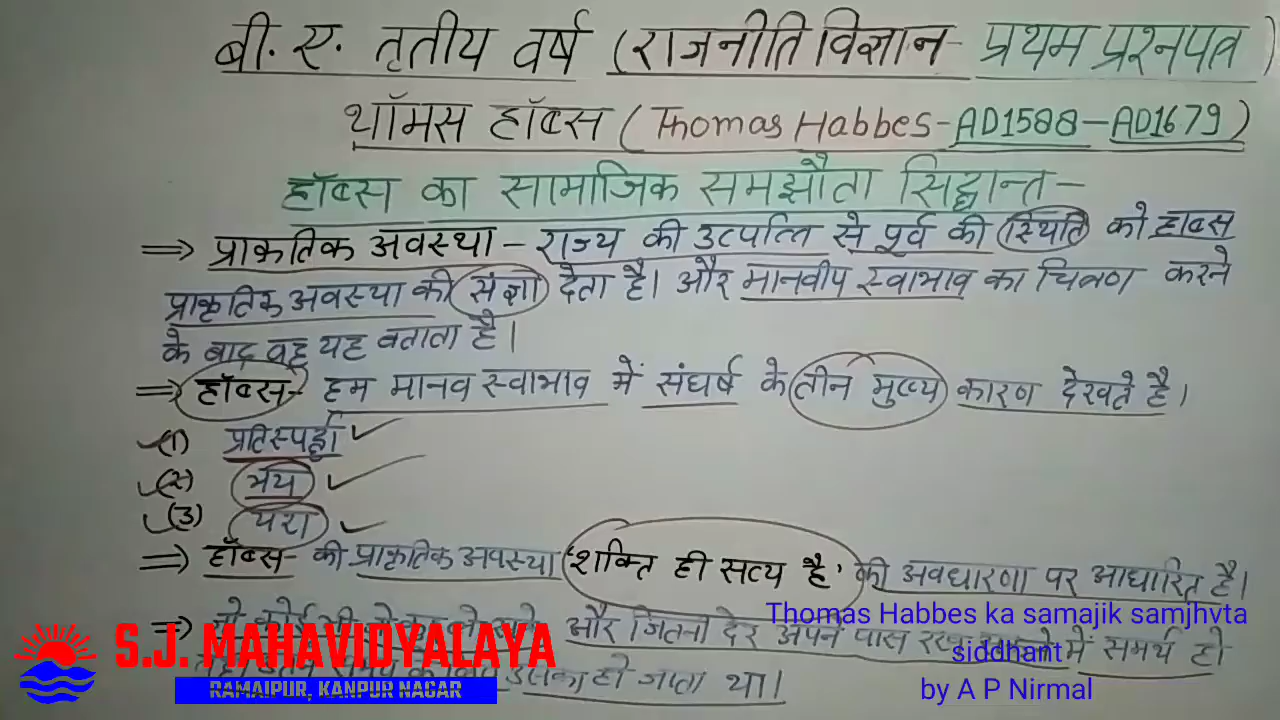 बी. ए. तृतीय वर्ष (राजनीति विज्ञान- प्रथम प्रश्नपत्र)
थॉमस हॉब्स (Thomas Habbes-AD1588-AD1679)
हॉब्स का सामाजिक समझौता सिद्धान्त-
⇒ प्राकृतिक अवस्था - राज्य की उत्पत्ति से पूर्व की स्थिति को हाब्स
प्राकृतिक अवस्था की संज्ञा देता है। और मानवीय स्वाभाव का चित्रण करने
के बाद वह यह बताता है।
⇒ हॉब्स- हम मानव स्वाभाव में संघर्ष के तीन मुख्य कारण देखते है।
(1) प्रतिस्पर्द्धा
(2) भय
(3) यश
⇒ हॉब्स- की प्राकृतिक अवस्था 'शक्ति ही सत्य है' की अवधारणा पर आधारित है।
⇒ जो कोई भी और जितनी देर अपने पास में समर्थ हो
उसका हो जाता था।
S.J. MAHAVIDYALAYA
RAMAIPUR, KANPUR NAGAR
Thomas Habbes ka samajik samjhvta
siddhant
by A P Nirmal